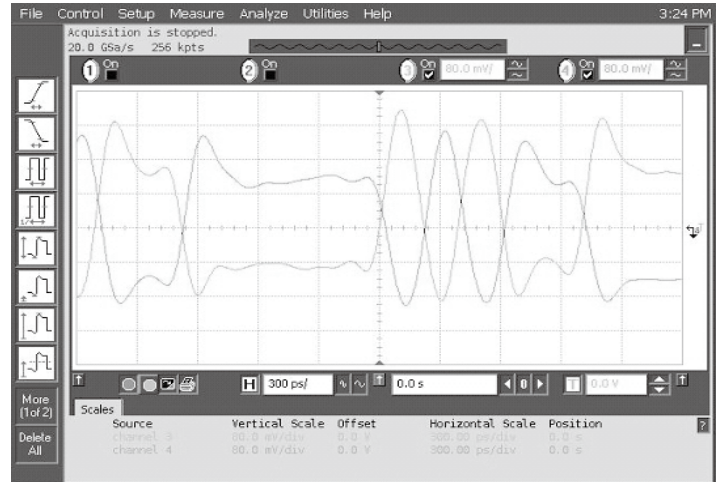 File Control Setup Measure Analyze Utilities Help 3:24 PM
Acquisition is stopped.
20.0 GSa/s 256 kpts
1 On 2 On 3 On 80.0 mV/ 4 On 80.0 mV/
More
(1of 2)
Delete
All
H 300 ps/ 0.0 s 0 T 0.0 V
Scales
Source Vertical Scale Offset Horizontal Scale Position ?
channel 3 80.0 mV/div 0.0 V 300.00 ps/div 0.0 s
channel 4 80.0 mV/div 0.0 V 300.00 ps/div 0.0 s